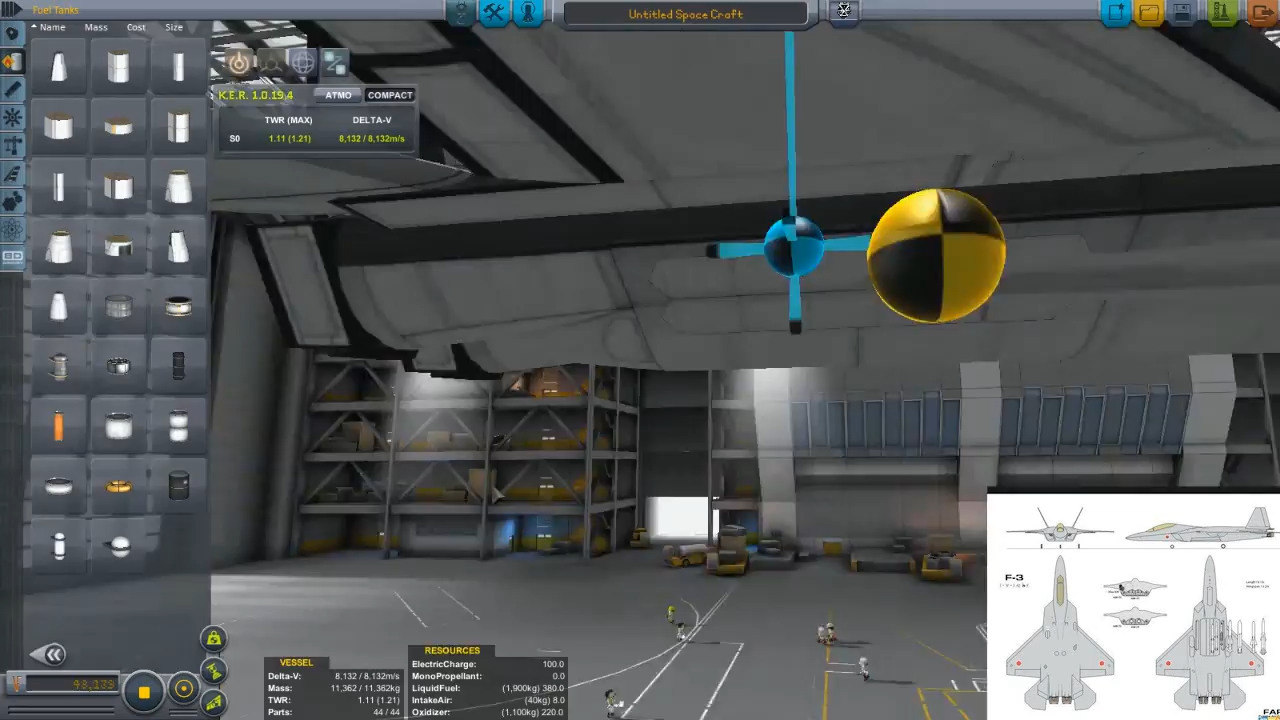 Fuel Tanks
Untitled Space Craft
Name Mass Cost Size
K.E.R. 1.0.19.4 ATMO COMPACT
TWR (MAX) DELTA-V
S0 1.11 (1.21) 8,132 / 8,132m/s
F-3
VESSEL
Delta-V: 8,132 / 8,132m/s
Mass: 11,362 / 11,362kg
TWR: 1.11 (1.21)
Parts: 44 / 44
RESOURCES
ElectricCharge: 100.0
MonoPropellant: 0.0
LiquidFuel: (1,900kg) 380.0
IntakeAir: (40kg) 8.0
Oxidizer: (1,100kg) 220.0